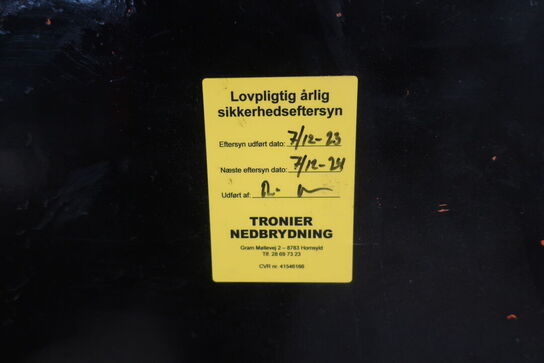 Lovpligtig årlig
sikkerhedseftersyn
Eftersyn udført dato: 7/12-23
Næste eftersyn dato: 7/12-24
Udført af:
TRONIER
NEDBRYDNING
Gram Møllevej 2 – 8783 Hornsyld
Tlf. 28 69 73 23
CVR nr. 41546166